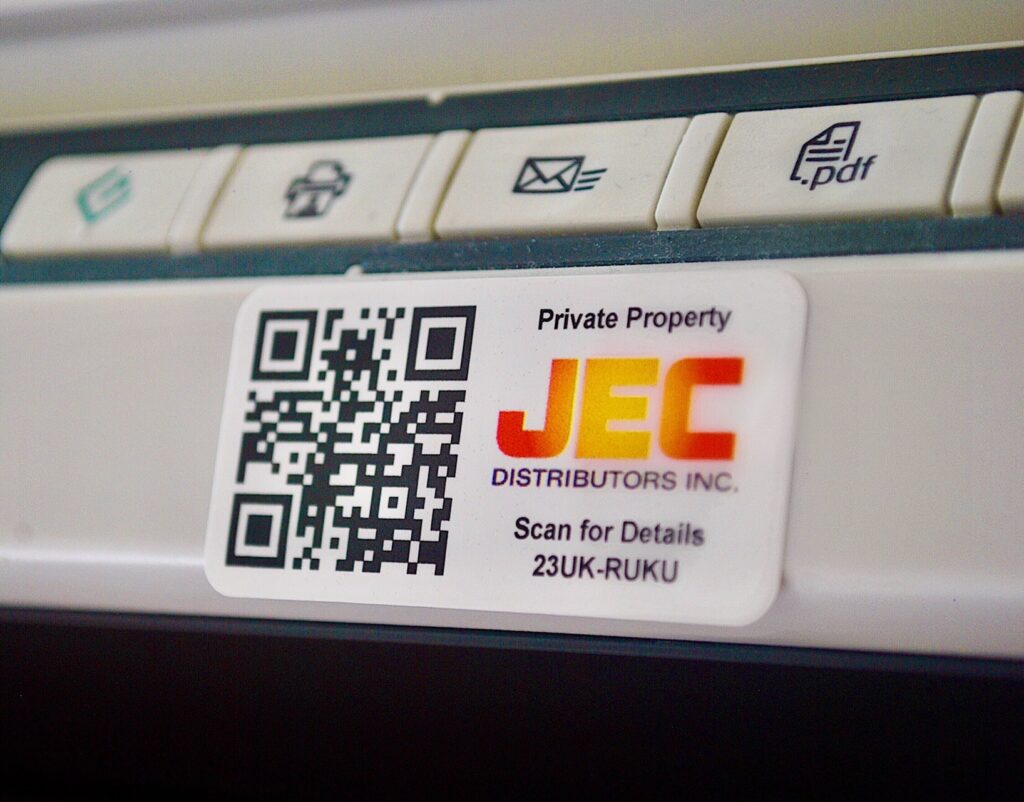 .pdf
Private Property
JEC
DISTRIBUTORS INC.
Scan for Details
23UK-RUKU